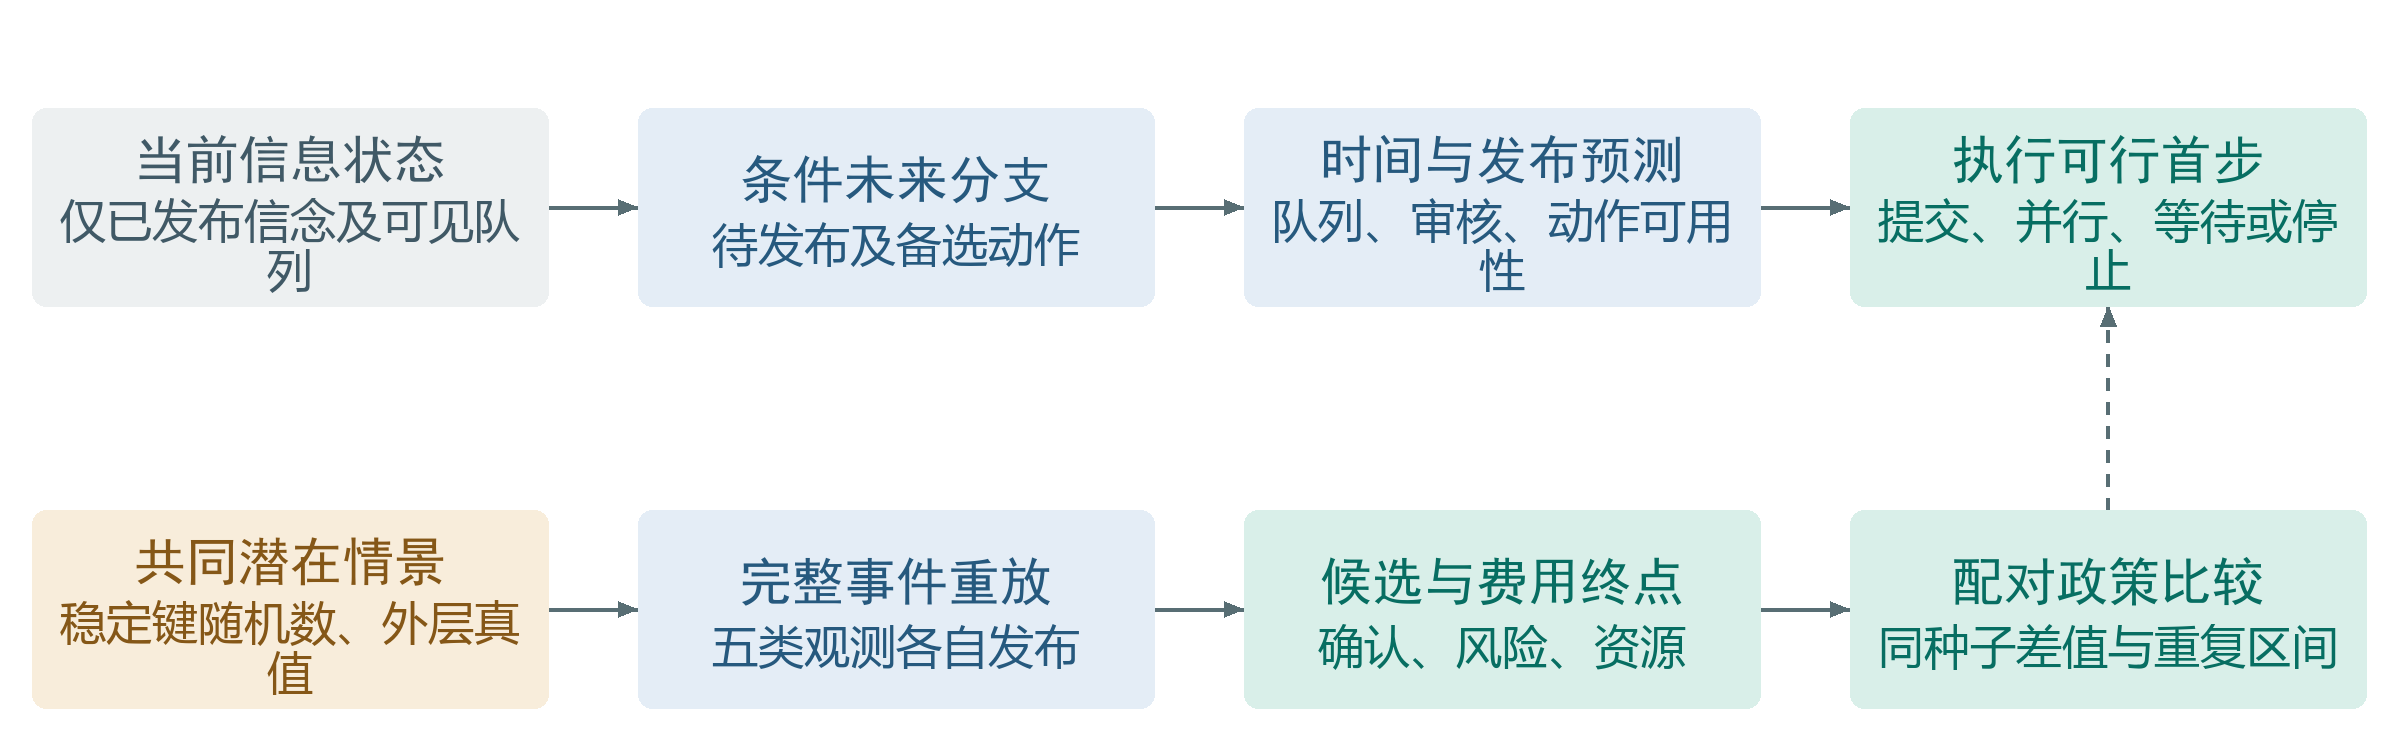 当前信息状态
仅已发布信念及可见队
列
条件未来分支
待发布及备选动作
时间与发布预测
队列、审核、动作可用
性
执行可行首步
提交、并行、等待或停
止
共同潜在情景
稳定键随机数、外层真
值
完整事件重放
五类观测各自发布
候选与费用终点
确认、风险、资源
配对政策比较
同种子差值与重复区间